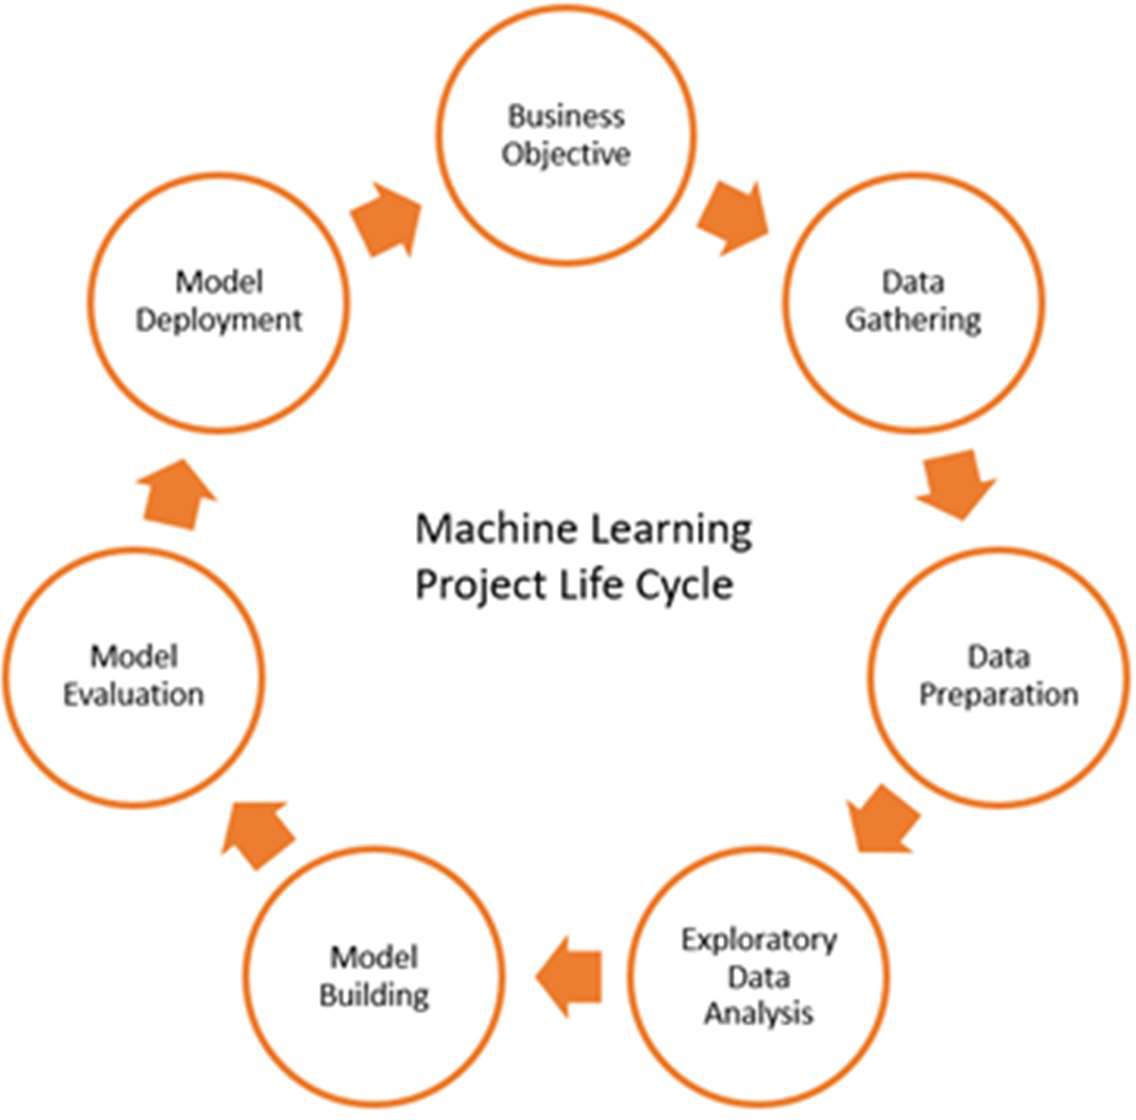 Business
Objective
Data
Gathering
Data
Preparation
Exploratory
Data
Analysis
Model
Building
Model
Evaluation
Model
Deployment
Machine Learning
Project Life Cycle